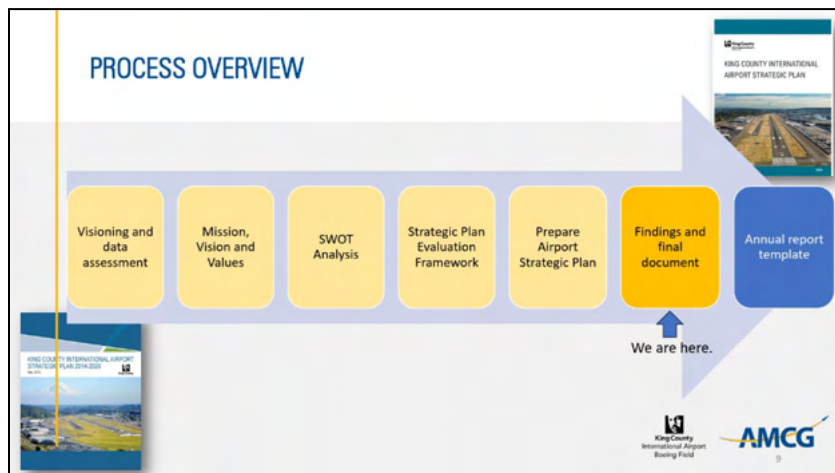 PROCESS OVERVIEW
King County
KING COUNTY INTERNATIONAL
AIRPORT STRATEGIC PLAN
Visioning and
data
assessment
Mission,
Vision and
Values
SWOT
Analysis
Strategic Plan
Evaluation
Framework
Prepare
Airport
Strategic Plan
Findings and
final
document
Annual report
template
We are here.
KING COUNTY INTERNATIONAL AIRPORT
STRATEGIC PLAN 2014-2020
King County
International Airport
Boeing Field
AMCG
9